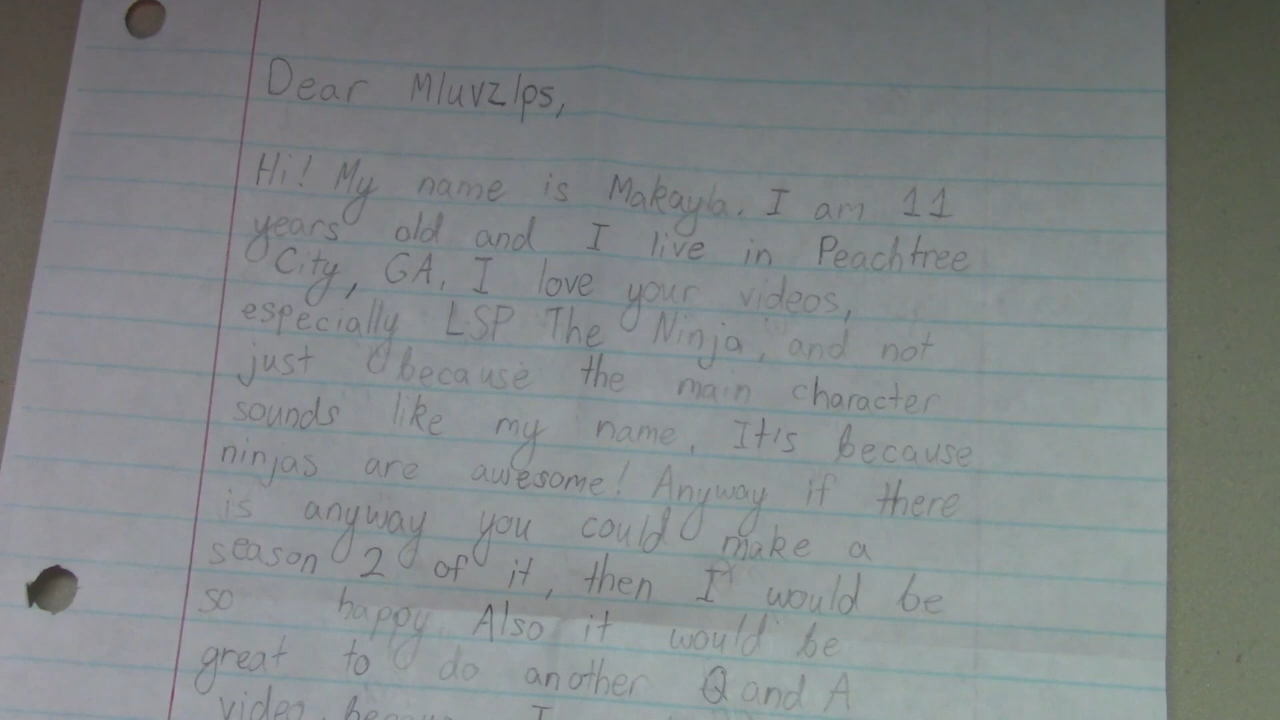 Dear Mluvzlps,
Hi! My name is Makayla. I am 11
years old and I live in Peachtree
City, GA. I love your videos,
especially LSP The Ninja, and not
just because the main character
sounds like my name. It's because
ninjas are awesome! Anyway if there
is anyway you could make a
season 2 of it, then I would be
so happy. Also it would be
great to do another Q and A
video I